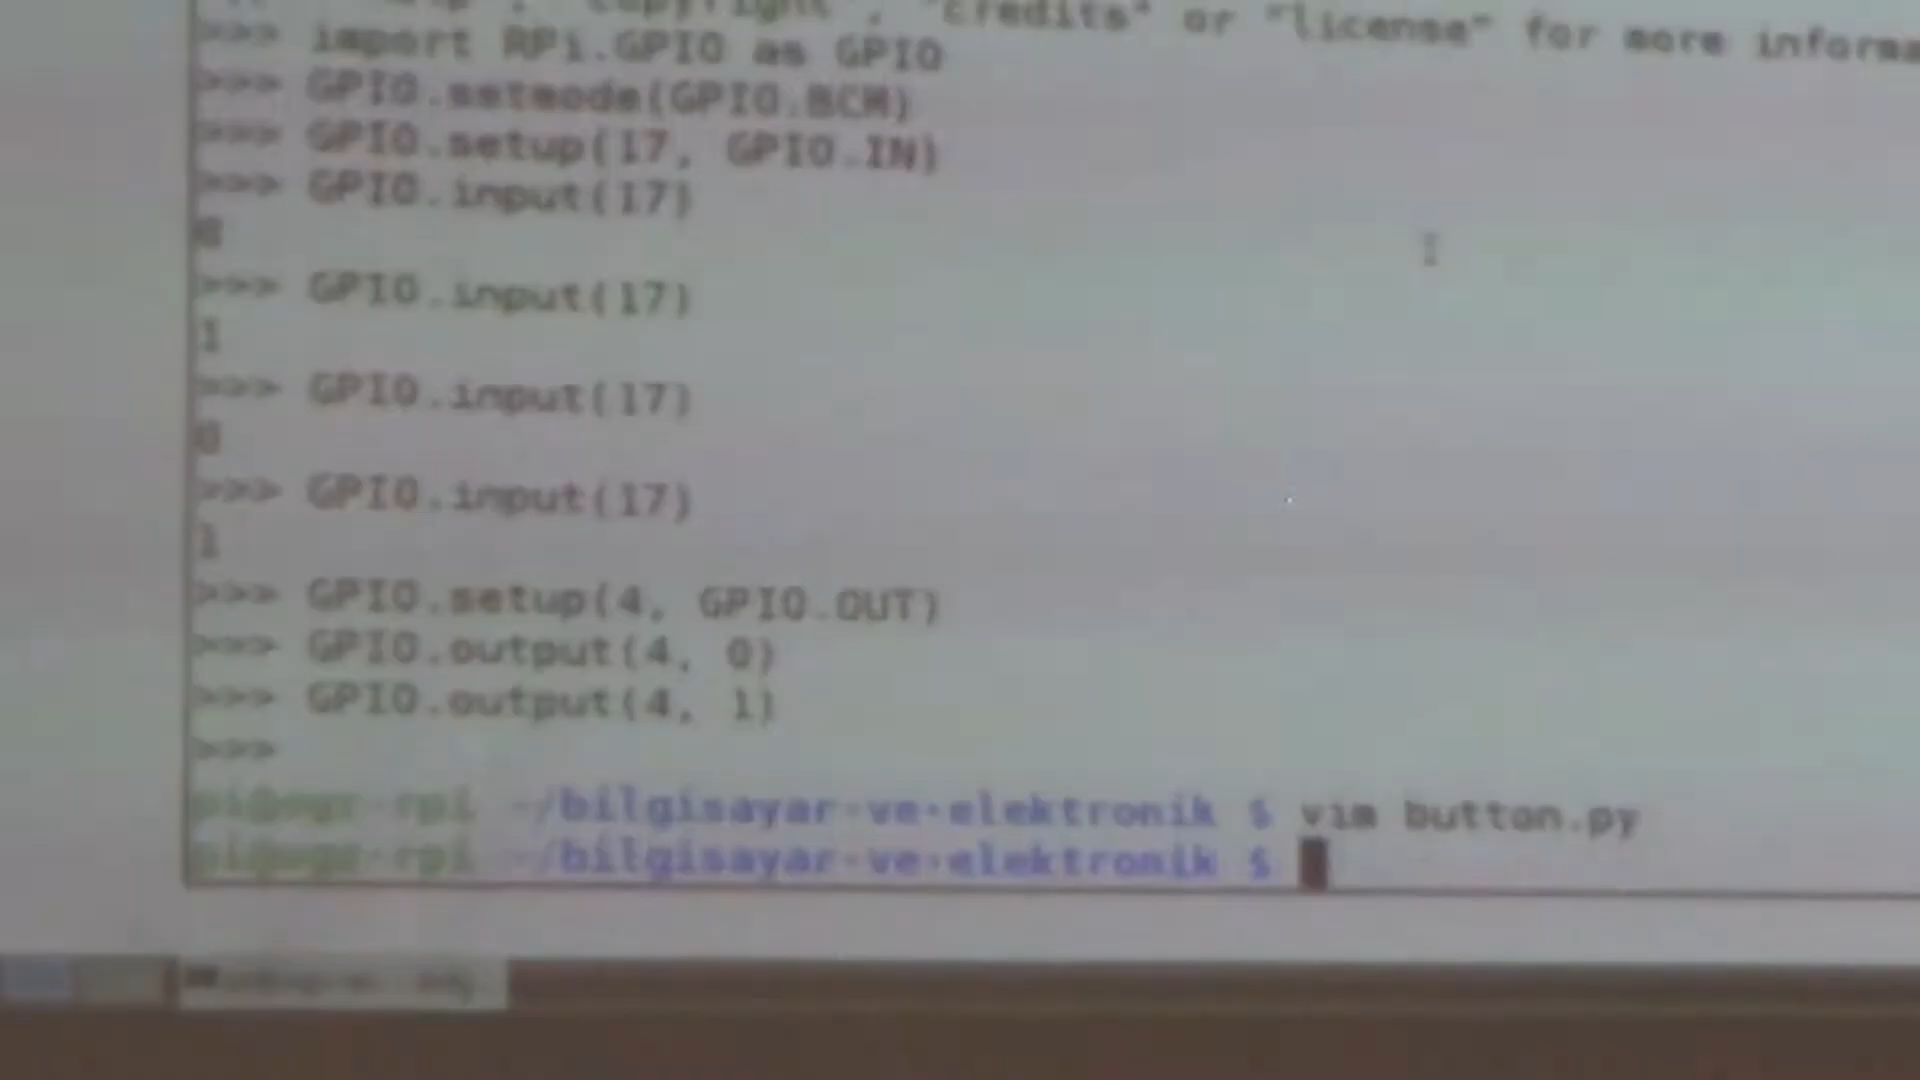 "copyright", "credits" or "license" for more informa
>>> import RPi.GPIO as GPIO
>>> GPIO.setmode(GPIO.BCM)
>>> GPIO.setup(17, GPIO.IN)
>>> GPIO.input(17)
0
>>> GPIO.input(17)
1
>>> GPIO.input(17)
0
>>> GPIO.input(17)
1
>>> GPIO.setup(4, GPIO.OUT)
>>> GPIO.output(4, 0)
>>> GPIO.output(4, 1)
>>>
~/bilgisayar-ve-elektronik $ vim button.py
~/bilgisayar-ve-elektronik $